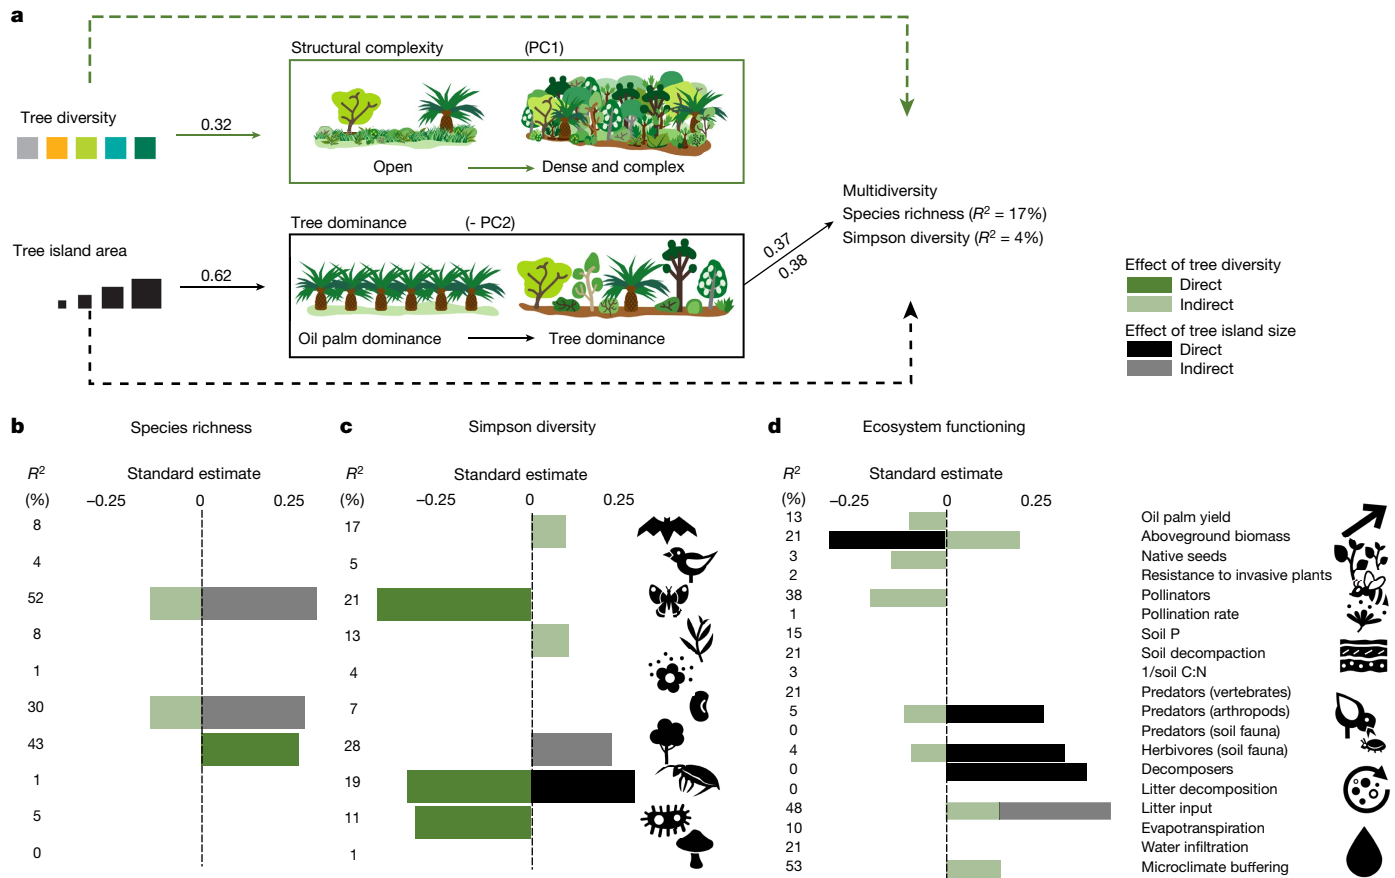 a
Structural complexity (PC1)
Tree diversity
0.32
Open
Dense and complex
Multidiversity
Species richness (R² = 17%)
Simpson diversity (R² = 4%)
Tree dominance (- PC2)
Tree island area
0.62
0.37
0.38
Oil palm dominance
Tree dominance
Effect of tree diversity
Direct
Indirect
Effect of tree island size
Direct
Indirect
b
Species richness
R²
(%)
Standard estimate
−0.25 0 0.25
8
4
52
8
1
30
43
1
5
0
c
Simpson diversity
R²
(%)
Standard estimate
−0.25 0 0.25
17
5
21
13
4
7
28
19
11
1
d
Ecosystem functioning
R²
(%)
Standard estimate
−0.25 0 0.25
13 Oil palm yield
21 Aboveground biomass
3 Native seeds
2 Resistance to invasive plants
38 Pollinators
1 Pollination rate
15 Soil P
21 Soil decompaction
3 1/soil C:N
21 Predators (vertebrates)
5 Predators (arthropods)
0 Predators (soil fauna)
4 Herbivores (soil fauna)
0 Decomposers
0 Litter decomposition
48 Litter input
10 Evapotranspiration
21 Water infiltration
53 Microclimate buffering